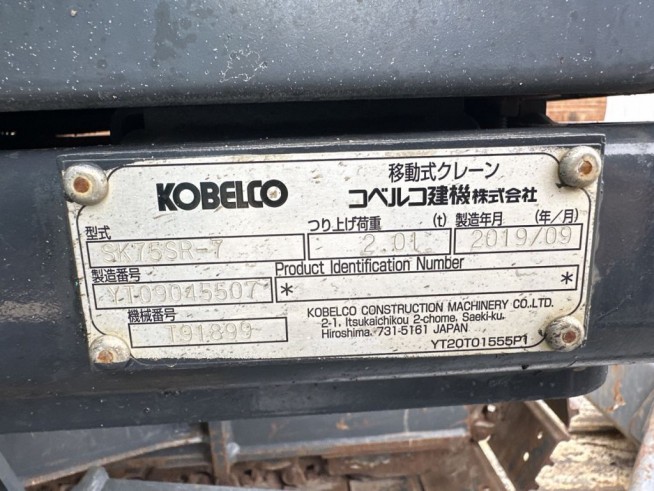 KOBELCO 移動式クレーン
コベルコ建機株式会社
型式 つり上げ荷重 (t) 製造年月 (年/月)
SK75SR-7 2.01 2019/09
製造番号 Product Identification Number
YT09045507 * *
機械番号
T91899
KOBELCO CONSTRUCTION MACHINERY CO.,LTD.
2-1, Itsukaichikou 2-chome, Saeki-ku,
Hiroshima, 731-5161 JAPAN
YT20T01555P1